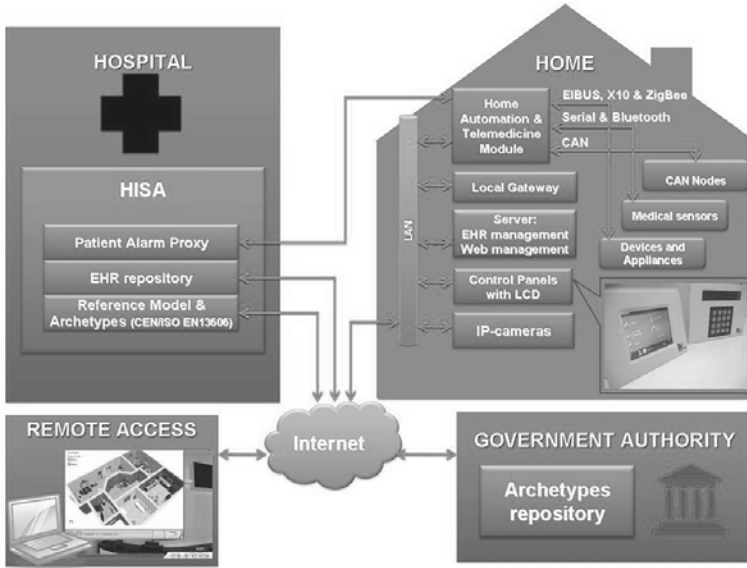 HOSPITAL
HISA
Patient Alarm Proxy
EHR repository
Reference Model &
Archetypes (CEN/ISO EN13606)
HOME
Home
Automation &
Telemedicine
Module
EIBUS, X10 & ZigBee
Serial & Bluetooth
CAN
CAN Nodes
Medical sensors
Devices and
Appliances
LAN
Local Gateway
Server:
EHR management
Web management
Control Panels
with LCD
IP-cameras
REMOTE ACCESS
Internet
GOVERNMENT AUTHORITY
Archetypes
repository